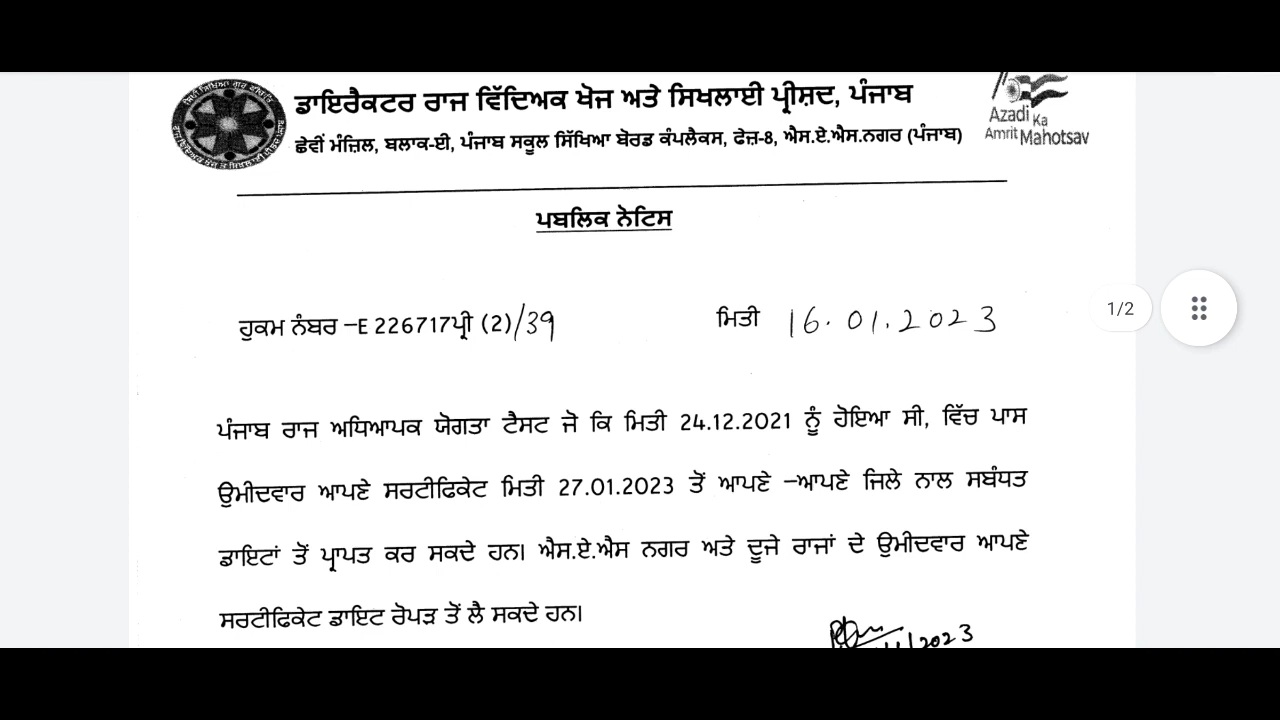 ਡਾਇਰੈਕਟਰ ਰਾਜ ਵਿੱਦਿਅਕ ਖੋਜ ਅਤੇ ਸਿਖਲਾਈ ਪ੍ਰੀਸ਼ਦ, ਪੰਜਾਬ
Azadi Ka
Amrit Mahotsav
ਛੇਵੀਂ ਮੰਜ਼ਿਲ, ਬਲਾਕ-ਈ, ਪੰਜਾਬ ਸਕੂਲ ਸਿੱਖਿਆ ਬੋਰਡ ਕੰਪਲੈਕਸ, ਫੇਜ਼-8, ਐਸ.ਏ.ਐਸ.ਨਗਰ (ਪੰਜਾਬ)
ਪਬਲਿਕ ਨੋਟਿਸ
ਹੁਕਮ ਨੰਬਰ –E 226717ਪ੍ਰੀ (2)/39 ਮਿਤੀ 16.01.2023
1/2
ਪੰਜਾਬ ਰਾਜ ਅਧਿਆਪਕ ਯੋਗਤਾ ਟੈਸਟ ਜੋ ਕਿ ਮਿਤੀ 24.12.2021 ਨੂੰ ਹੋਇਆ ਸੀ, ਵਿੱਚ ਪਾਸ
ਉਮੀਦਵਾਰ ਆਪਣੇ ਸਰਟੀਫਿਕੇਟ ਮਿਤੀ 27.01.2023 ਤੋਂ ਆਪਣੇ –ਆਪਣੇ ਜਿਲੇ ਨਾਲ ਸਬੰਧਤ
ਡਾਇਟਾਂ ਤੋਂ ਪ੍ਰਾਪਤ ਕਰ ਸਕਦੇ ਹਨ। ਐਸ.ਏ.ਐਸ ਨਗਰ ਅਤੇ ਦੂਜੇ ਰਾਜਾਂ ਦੇ ਉਮੀਦਵਾਰ ਆਪਣੇ
ਸਰਟੀਫਿਕੇਟ ਡਾਇਟ ਰੋਪੜ ਤੋਂ ਲੈ ਸਕਦੇ ਹਨ।
2023